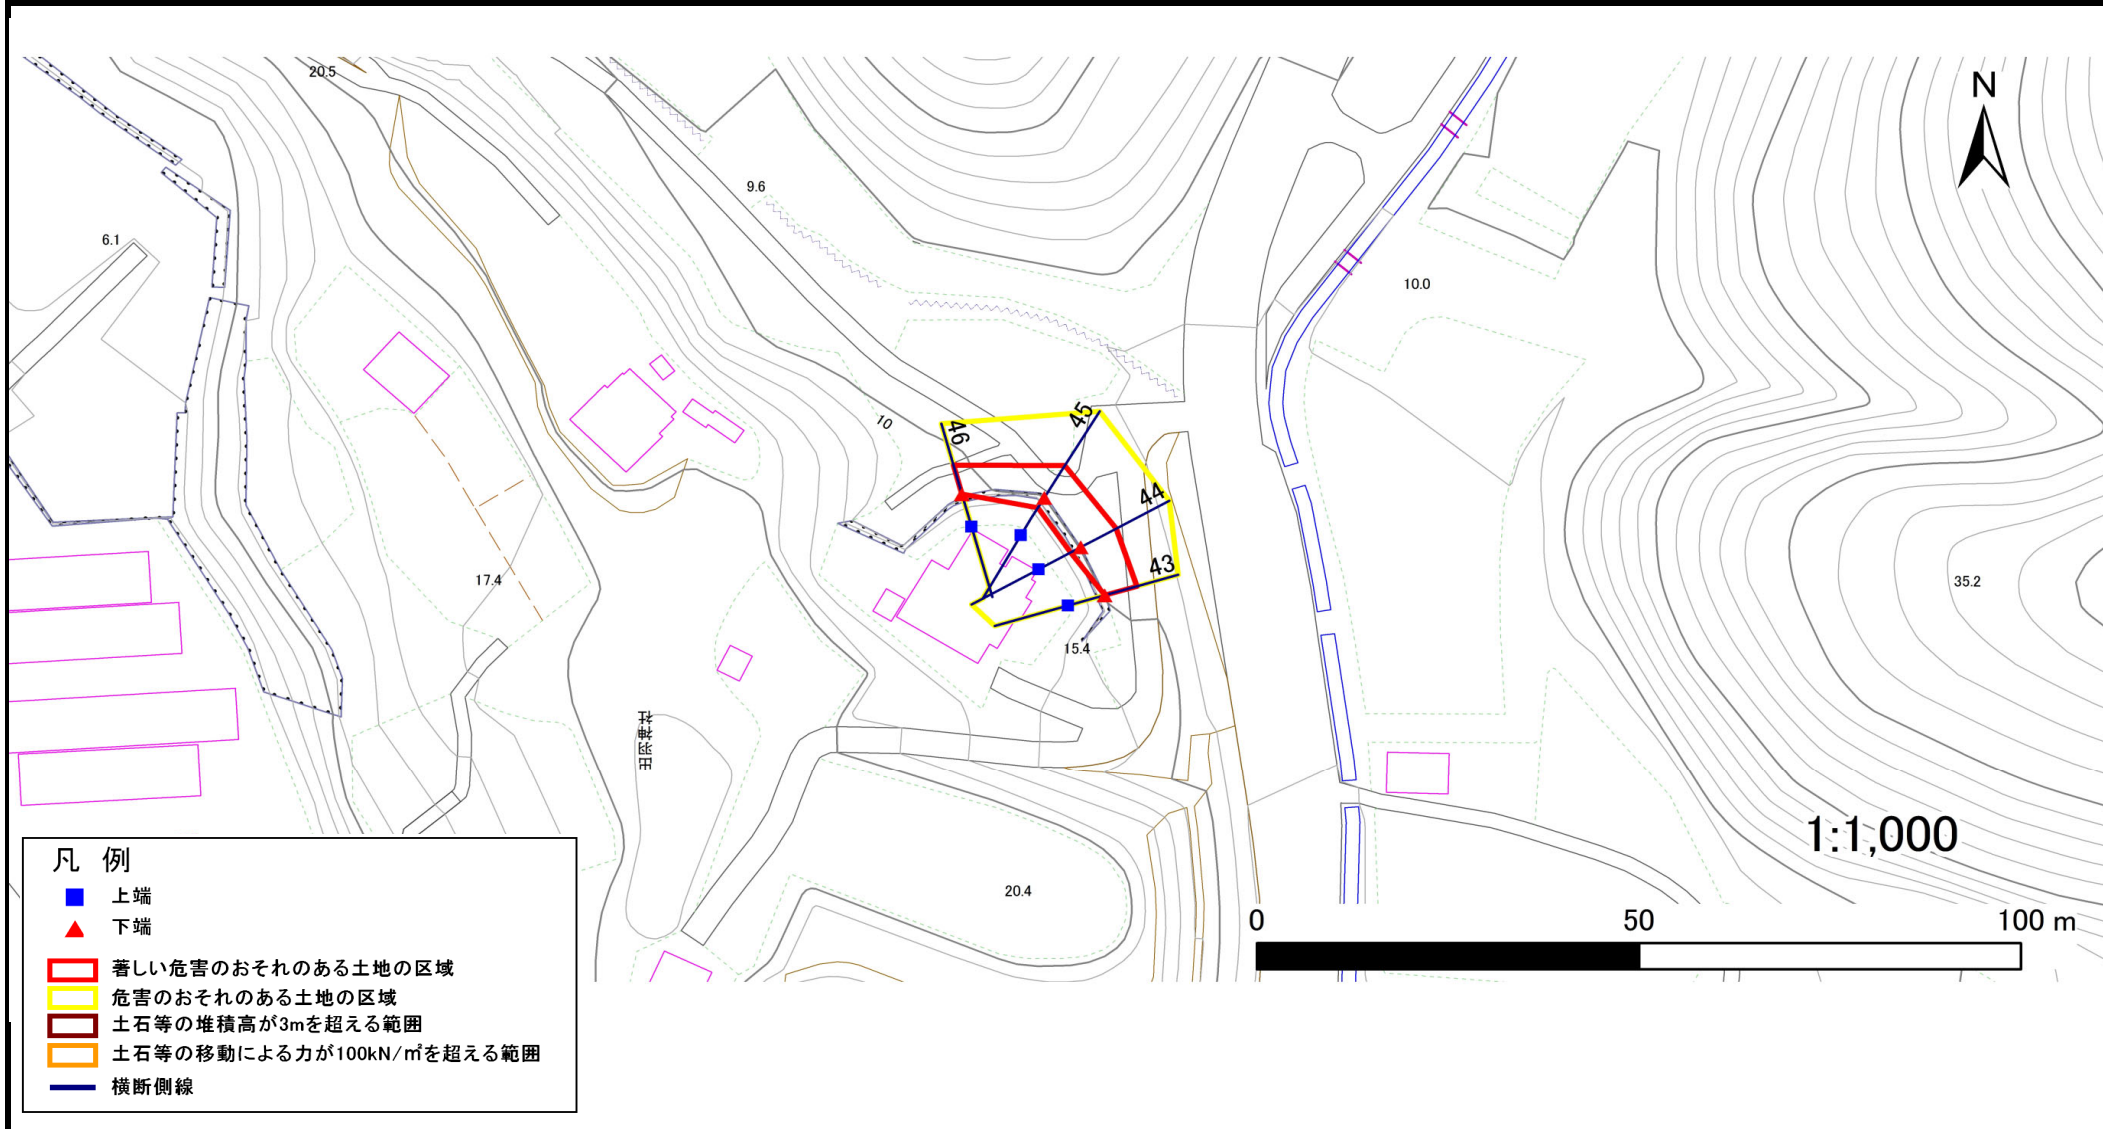 20.5
N
9.6
6.1
10.0
10
46
45
44
43
17.4
35.2
15.4
出羽神社
20.4
1:1,000
0 50 100 m
凡 例
上端
下端
著しい危害のおそれのある土地の区域
危害のおそれのある土地の区域
土石等の堆積高が3mを超える範囲
土石等の移動による力が100kN/㎡を超える範囲
横断側線